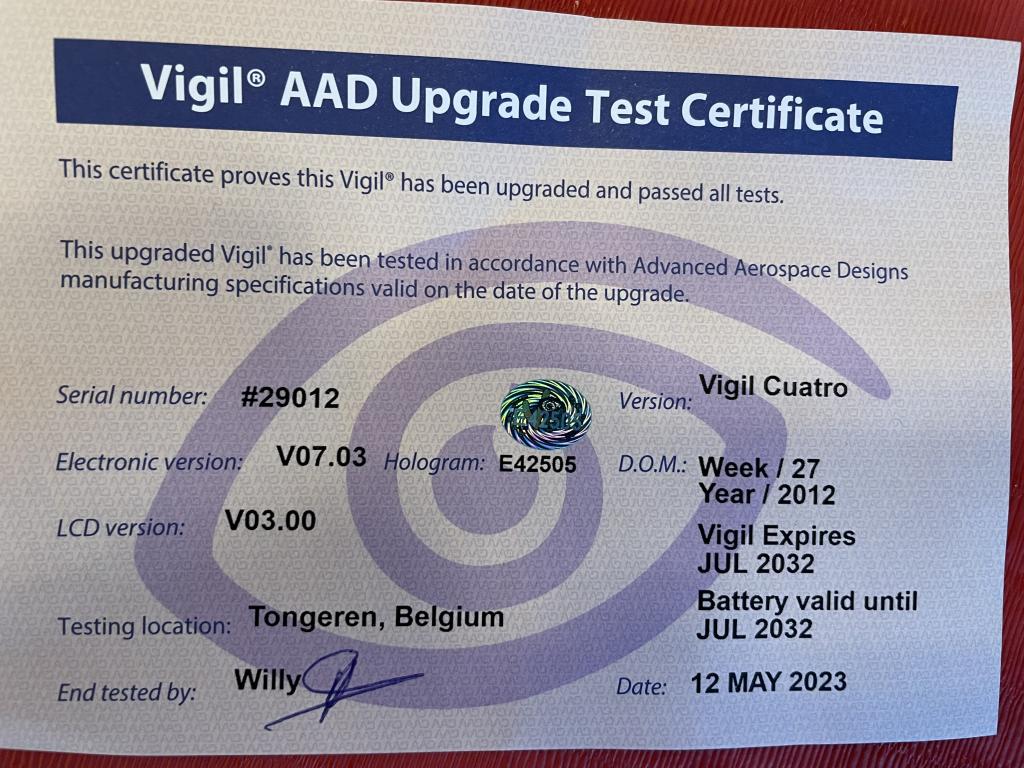 Vigil® AAD Upgrade Test Certificate
This certificate proves this Vigil® has been upgraded and passed all tests.
This upgraded Vigil® has been tested in accordance with Advanced Aerospace Designs
manufacturing specifications valid on the date of the upgrade.
Serial number: #29012
Version: Vigil Cuatro
Electronic version: V07.03 Hologram: E42505
D.O.M.: Week / 27
Year / 2012
LCD version: V03.00
Vigil Expires
JUL 2032
Battery valid until
JUL 2032
Testing location: Tongeren, Belgium
End tested by: Willy
Date: 12 MAY 2023